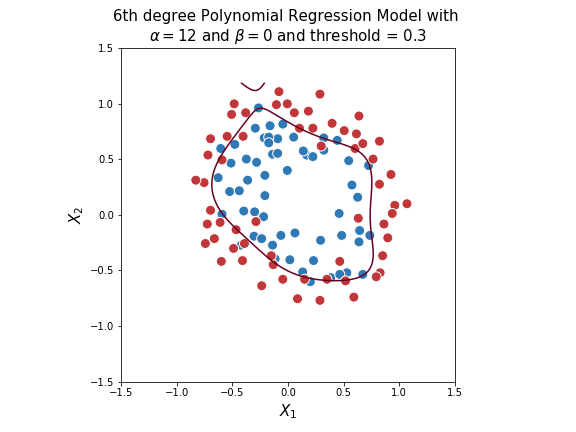 6th degree Polynomial Regression Model with
α = 12 and β = 0 and threshold = 0.3
1.5
1.0
0.5
0.0
−0.5
−1.0
−1.5
X₂
−1.5 −1.0 −0.5 0.0 0.5 1.0 1.5
X₁